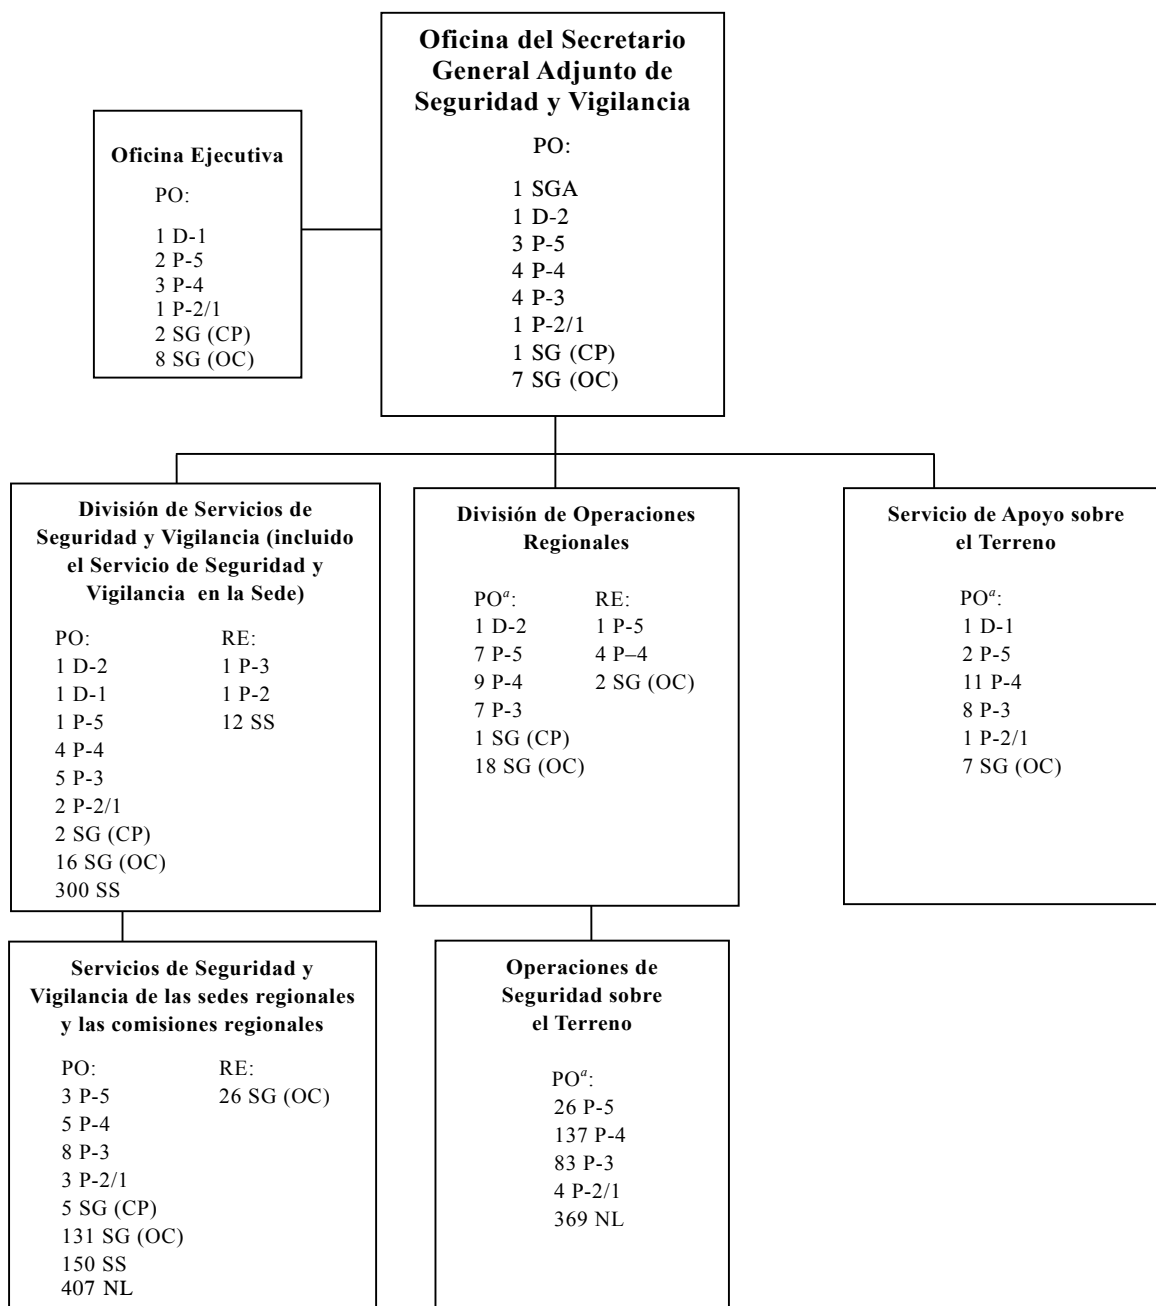 Oficina del Secretario
General Adjunto de
Seguridad y Vigilancia
PO:
1 SGA
1 D-2
3 P-5
4 P-4
4 P-3
1 P-2/1
1 SG (CP)
7 SG (OC)
Oficina Ejecutiva
PO:
1 D-1
2 P-5
3 P-4
1 P-2/1
2 SG (CP)
8 SG (OC)
División de Servicios de
Seguridad y Vigilancia (incluido
el Servicio de Seguridad y
Vigilancia en la Sede)
PO:
1 D-2
1 D-1
1 P-5
4 P-4
5 P-3
2 P-2/1
2 SG (CP)
16 SG (OC)
300 SS
RE:
1 P-3
1 P-2
12 SS
División de Operaciones
Regionales
POᵃ:
1 D-2
7 P-5
9 P-4
7 P-3
1 SG (CP)
18 SG (OC)
RE:
1 P-5
4 P–4
2 SG (OC)
Servicio de Apoyo sobre
el Terreno
POᵃ:
1 D-1
2 P-5
11 P-4
8 P-3
1 P-2/1
7 SG (OC)
Servicios de Seguridad y
Vigilancia de las sedes regionales
y las comisiones regionales
PO:
3 P-5
5 P-4
8 P-3
3 P-2/1
5 SG (CP)
131 SG (OC)
150 SS
407 NL
RE:
26 SG (OC)
Operaciones de
Seguridad sobre
el Terreno
POᵃ:
26 P-5
137 P-4
83 P-3
4 P-2/1
369 NL